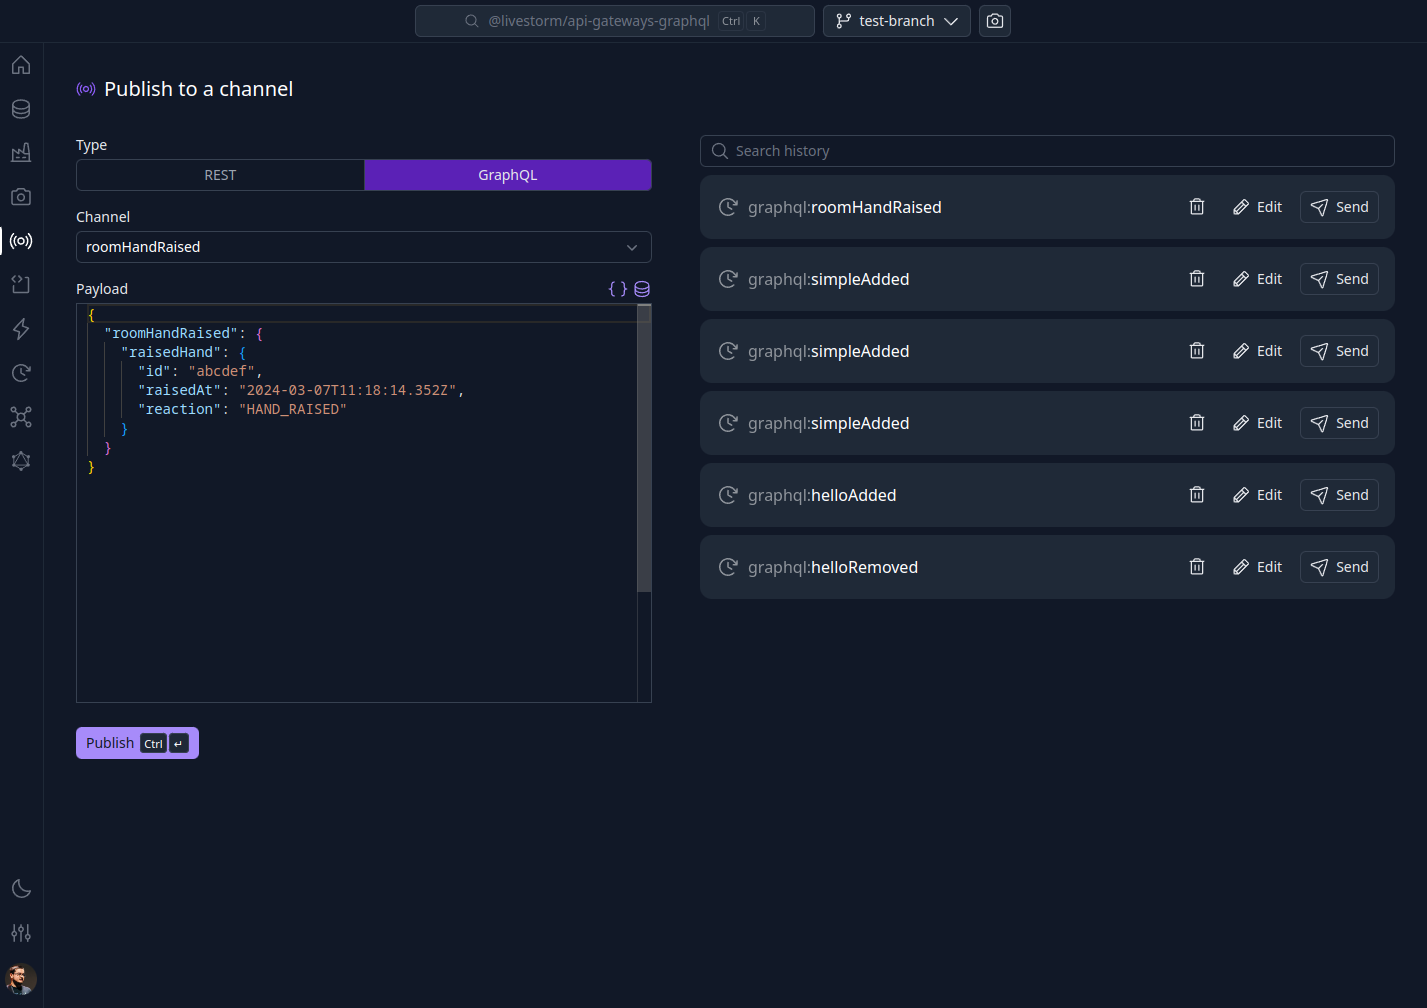 @livestorm/api-gateways-graphql Ctrl K
test-branch
Publish to a channel
Type
REST
GraphQL
Channel
roomHandRaised
Payload
{
"roomHandRaised": {
"raisedHand": {
"id": "abcdef",
"raisedAt": "2024-03-07T11:18:14.352Z",
"reaction": "HAND_RAISED"
}
}
}
Publish Ctrl ↵
Search history
graphql:roomHandRaised Edit Send
graphql:simpleAdded Edit Send
graphql:simpleAdded Edit Send
graphql:simpleAdded Edit Send
graphql:helloAdded Edit Send
graphql:helloRemoved Edit Send